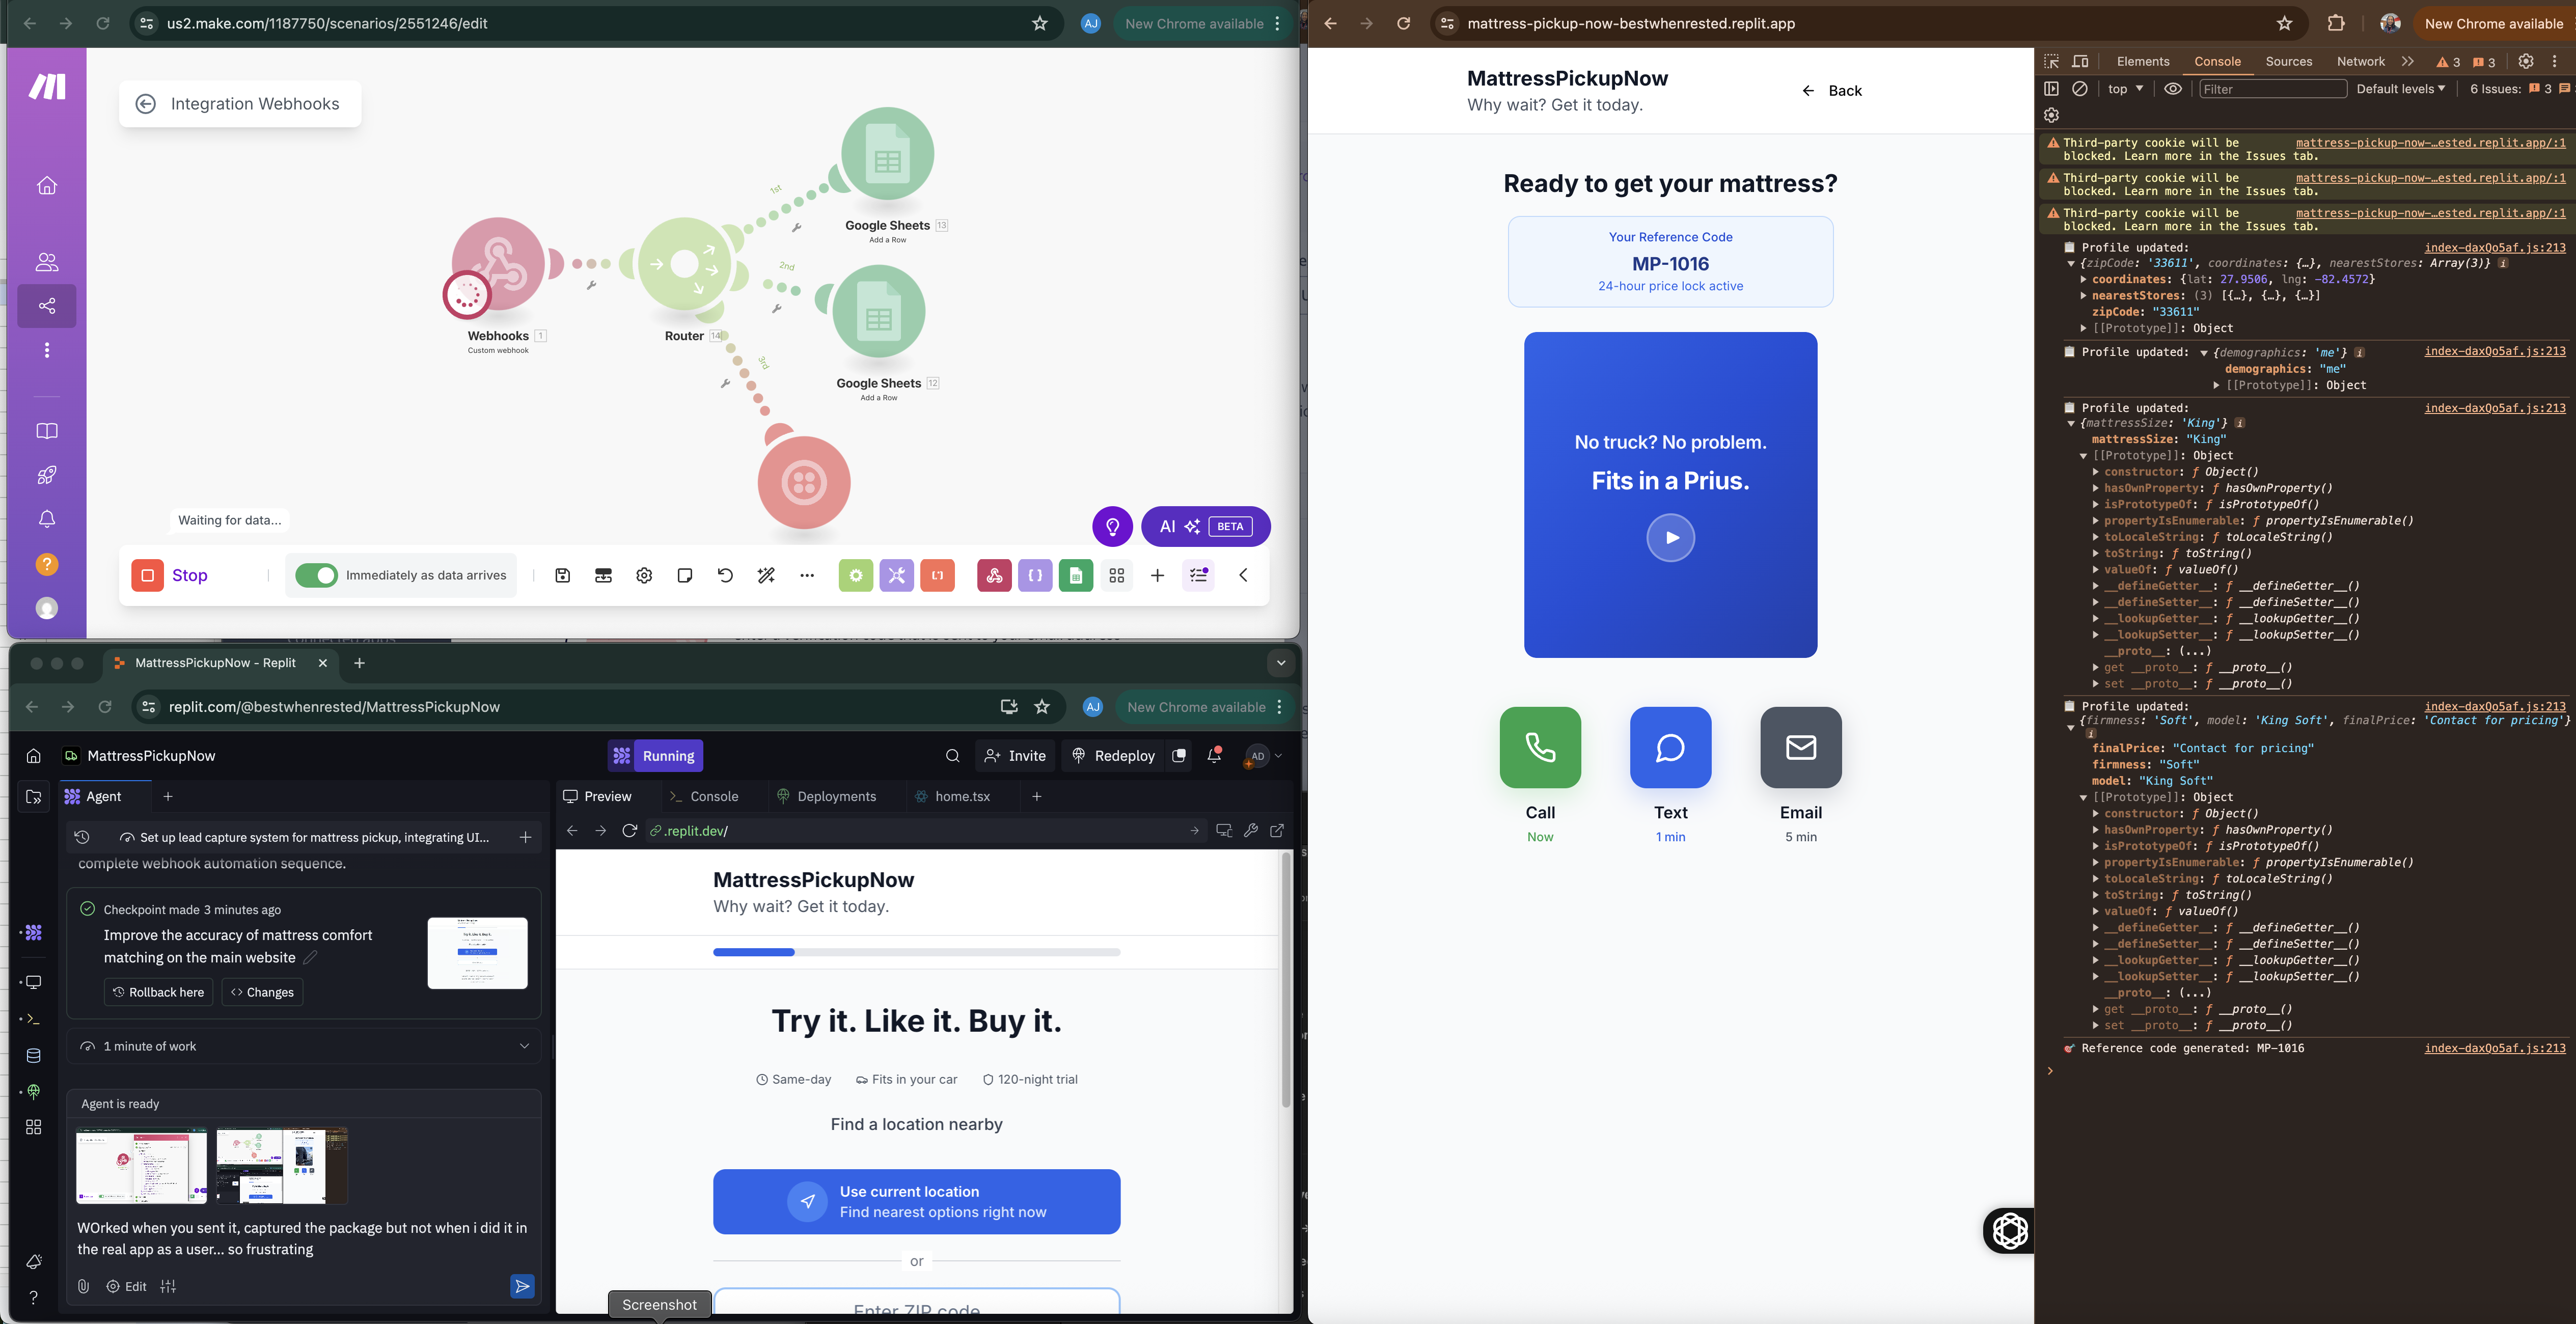 us2.make.com/1187750/scenarios/2551246/edit
AJ
New Chrome available
Integration Webhooks
1st
Google Sheets 13
Add a Row
2nd
Webhooks 1
Custom webhook
Router 14
3rd
Google Sheets 12
Add a Row
Waiting for data...
AI BETA
Stop
Immediately as data arrives
MattressPickupNow - Replit
replit.com/@bestwhenrested/MattressPickupNow
AJ
New Chrome available
MattressPickupNow
Running
Invite
Redeploy
AD
Agent
Preview
Console
Deployments
home.tsx
Set up lead capture system for mattress pickup, integrating UI...
.replit.dev/
complete webhook automation sequence.
Checkpoint made 3 minutes ago
Improve the accuracy of mattress comfort
matching on the main website
Rollback here
Changes
1 minute of work
Agent is ready
WOrked when you sent it, captured the package but not when i did it in
the real app as a user... so frustrating
Edit
MattressPickupNow
Why wait? Get it today.
Try it. Like it. Buy it.
Same-day
Fits in your car
120-night trial
Find a location nearby
Use current location
Find nearest options right now
or
Enter ZIP code
Screenshot
mattress-pickup-now-bestwhenrested.replit.app
New Chrome available
MattressPickupNow
Why wait? Get it today.
Back
Ready to get your mattress?
Your Reference Code
MP-1016
24-hour price lock active
No truck? No problem.
Fits in a Prius.
Call
Now
Text
1 min
Email
5 min
Elements
Console
Sources
Network
3
3
top
Filter
Default levels
6 Issues: 3
Third-party cookie will be mattress-pickup-now-…ested.replit.app/:1
blocked. Learn more in the Issues tab.
Third-party cookie will be mattress-pickup-now-…ested.replit.app/:1
blocked. Learn more in the Issues tab.
Third-party cookie will be mattress-pickup-now-…ested.replit.app/:1
blocked. Learn more in the Issues tab.
Profile updated: index-daxQo5af.js:213
{zipCode: '33611', coordinates: {…}, nearestStores: Array(3)}
coordinates: {lat: 27.9506, lng: -82.4572}
nearestStores: (3) [{…}, {…}, {…}]
zipCode: "33611"
[[Prototype]]: Object
Profile updated: {demographics: 'me'} index-daxQo5af.js:213
demographics: "me"
[[Prototype]]: Object
Profile updated: index-daxQo5af.js:213
{mattressSize: 'King'}
mattressSize: "King"
[[Prototype]]: Object
constructor: ƒ Object()
hasOwnProperty: ƒ hasOwnProperty()
isPrototypeOf: ƒ isPrototypeOf()
propertyIsEnumerable: ƒ propertyIsEnumerable()
toLocaleString: ƒ toLocaleString()
toString: ƒ toString()
valueOf: ƒ valueOf()
__defineGetter__: ƒ __defineGetter__()
__defineSetter__: ƒ __defineSetter__()
__lookupGetter__: ƒ __lookupGetter__()
__lookupSetter__: ƒ __lookupSetter__()
__proto__: (...)
get __proto__: ƒ __proto__()
set __proto__: ƒ __proto__()
Profile updated: index-daxQo5af.js:213
{firmness: 'Soft', model: 'King Soft', finalPrice: 'Contact for pricing'}
finalPrice: "Contact for pricing"
firmness: "Soft"
model: "King Soft"
[[Prototype]]: Object
constructor: ƒ Object()
hasOwnProperty: ƒ hasOwnProperty()
isPrototypeOf: ƒ isPrototypeOf()
propertyIsEnumerable: ƒ propertyIsEnumerable()
toLocaleString: ƒ toLocaleString()
toString: ƒ toString()
valueOf: ƒ valueOf()
__defineGetter__: ƒ __defineGetter__()
__defineSetter__: ƒ __defineSetter__()
__lookupGetter__: ƒ __lookupGetter__()
__lookupSetter__: ƒ __lookupSetter__()
__proto__: (...)
get __proto__: ƒ __proto__()
set __proto__: ƒ __proto__()
Reference code generated: MP-1016 index-daxQo5af.js:213